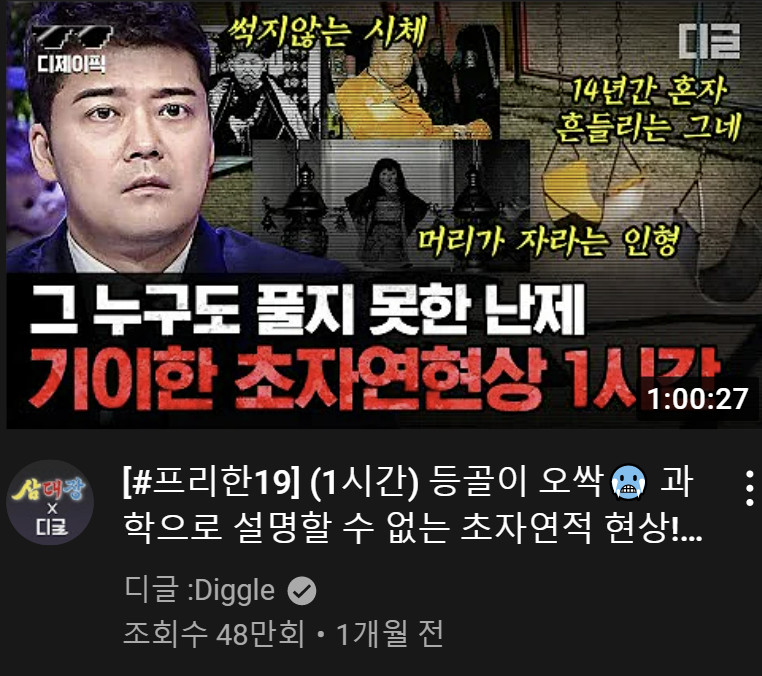 썩지않는 시체
디글
디제이픽
14년간 혼자
흔들리는 그네
머리가 자라는 인형
그 누구도 풀지 못한 난제
기이한 초자연현상 1시간
1:00:27
삼대장
x
디글
[#프리한19] (1시간) 등골이 오싹🥶 과
학으로 설명할 수 없는 초자연적 현상!...
디글 :Diggle
조회수 48만회 • 1개월 전